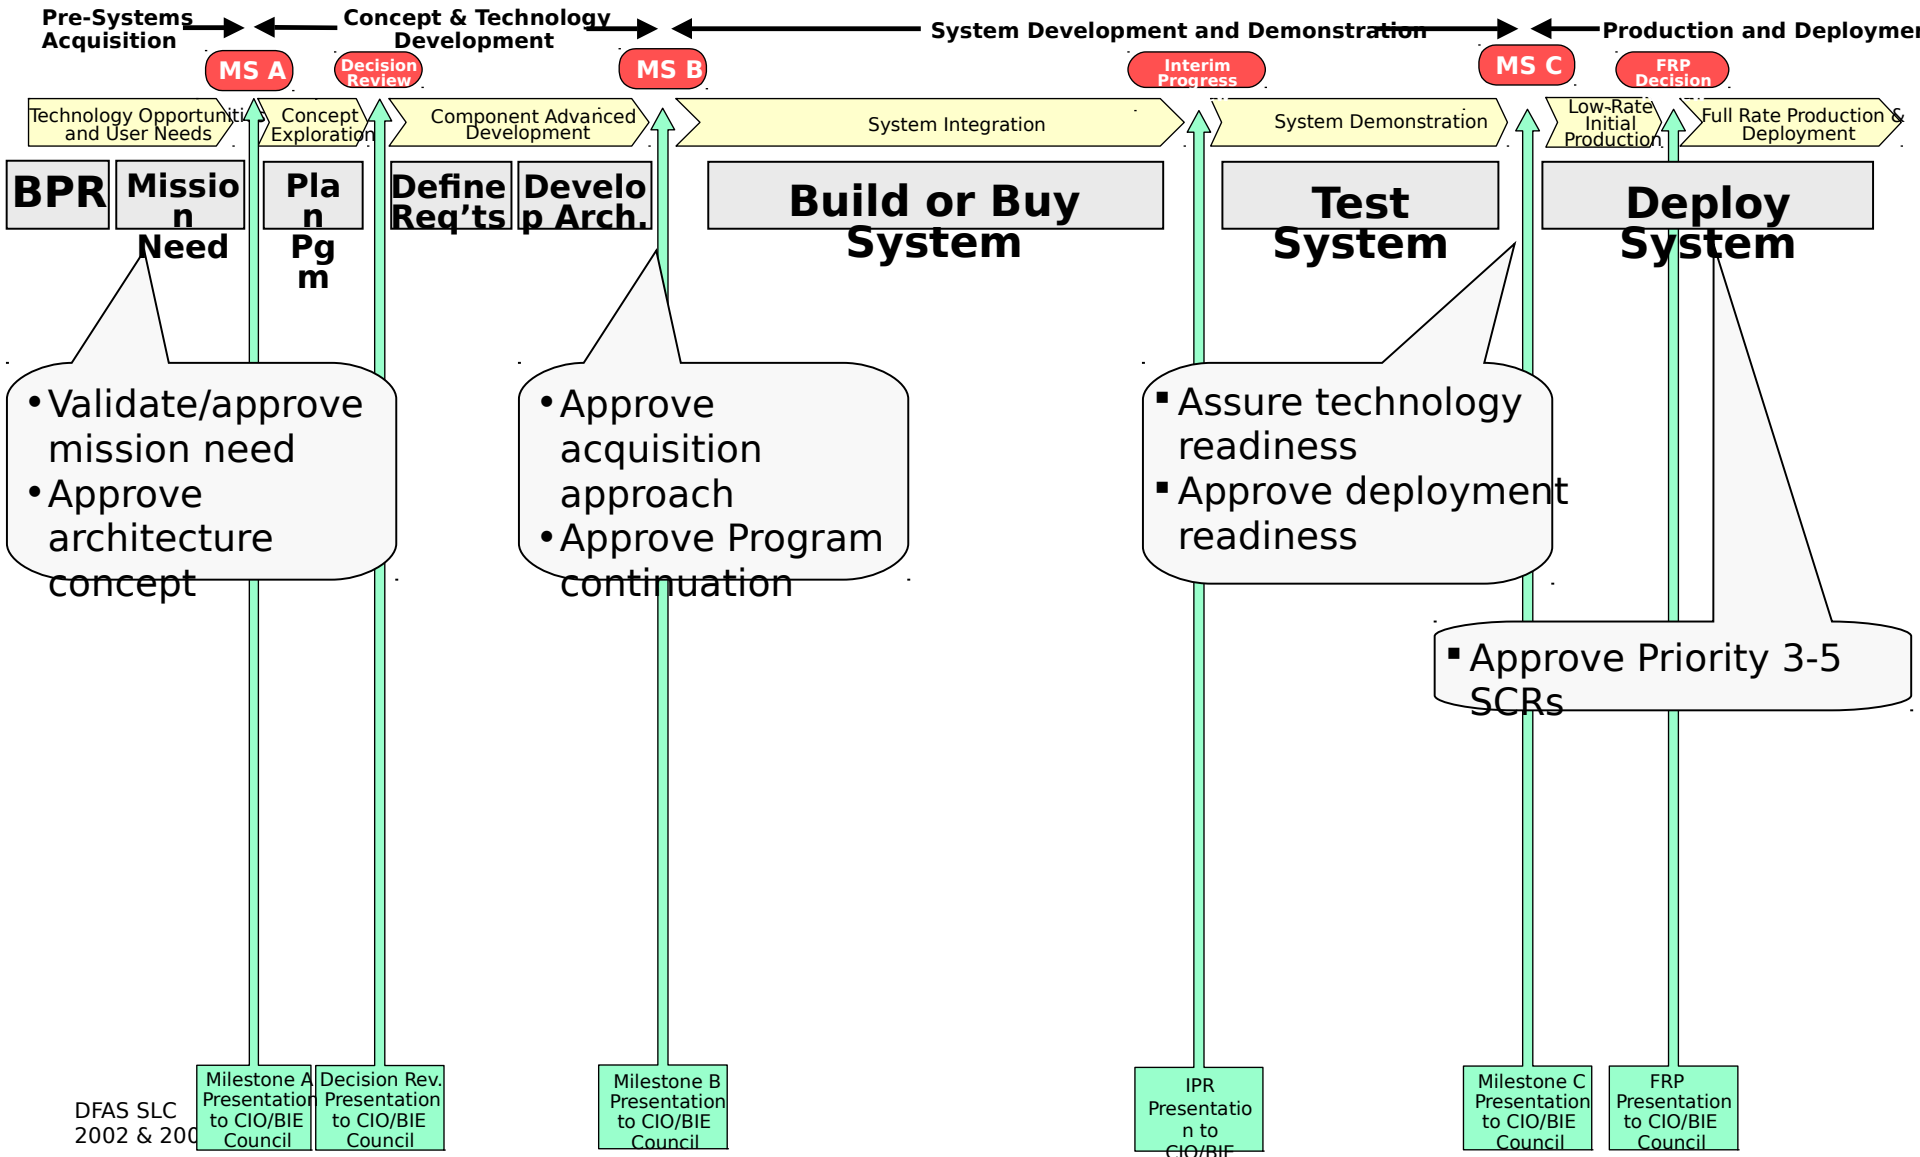 Pre-Systems
Acquisition
Concept & Technology
Development
System Development and Demonstration
Production and
MS A
Decision
Review
MS B
Interim
Progress
MS C
FRP
Decision
Technology
and User Needs
Concept
Exploration
Component Advanced
Development
System Integration
System Demonstration
Low-Rate
Initial
Production
Full Rate Production &
Deployment
BPR
Missio
n
Need
Pla
n
Pg
m
Define
Req’ts
Develo
p Arch.
Build or Buy
System
Test
System
Deploy
System
•Validate/approve
mission need
•Approve
architecture
concept
•Approve
acquisition
approach
•Approve Program
continuation
▪Assure technology
readiness
▪Approve deployment
readiness
▪Approve Priority 3-5
SCRs
DFAS SLC
2002 &
Milestone A
Presentation
to CIO/BIE
Council
Decision Rev.
Presentation
to CIO/BIE
Council
Milestone B
Presentation
to CIO/BIE
Council
IPR
Presentatio
n to
CIO/BIE
Milestone C
Presentation
to CIO/BIE
Council
FRP
Presentation
to CIO/BIE
Council